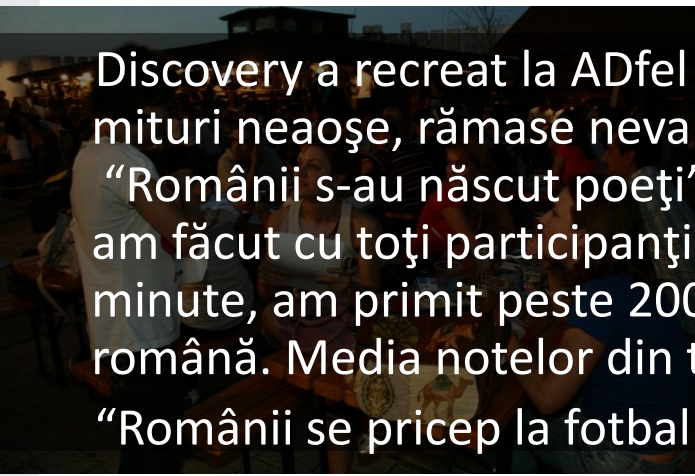 Discovery a recreat la ADfel
mituri neaoşe, rămase neva
“Românii s-au născut poeţi”
am făcut cu toţi participanţi
minute, am primit peste 200
română. Media notelor din t
“Românii se pricep la fotbal